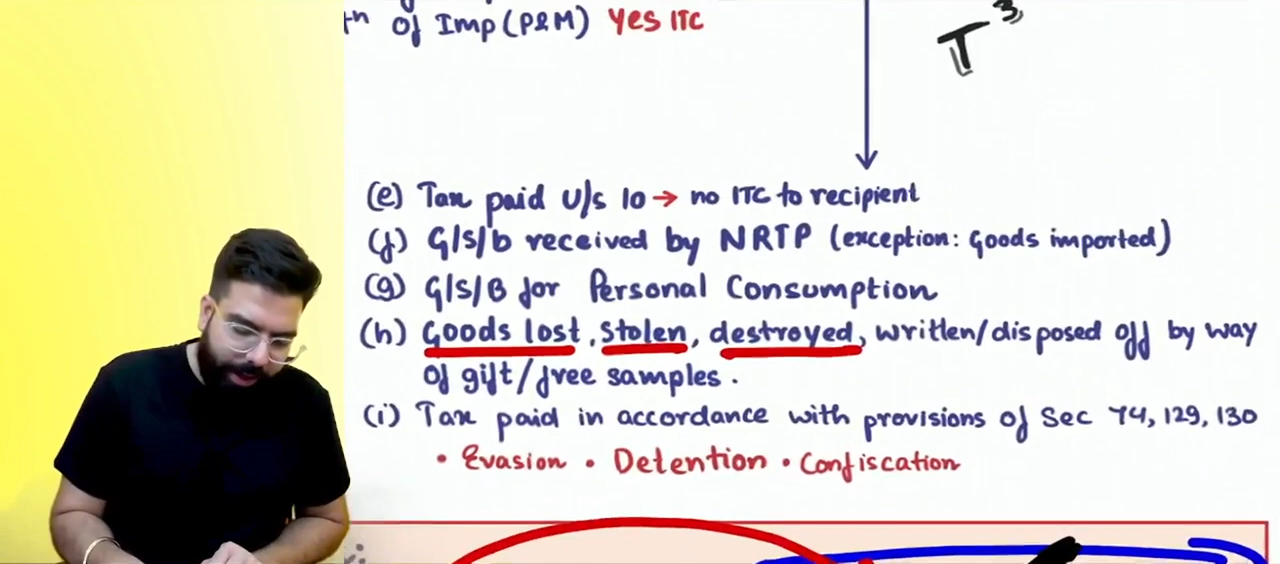 of Imp (P&M) Yes ITC
T³
(e) Tax paid U/s 10 → no ITC to recipient
(f) G/S/b received by NRTP (exception: Goods imported)
(g) G/S/B for Personal Consumption
(h) Goods lost, Stolen, destroyed, written/disposed off by way
of gift/free samples.
(i) Tax paid in accordance with provisions of Sec 74, 129, 130
• Evasion • Detention • Confiscation